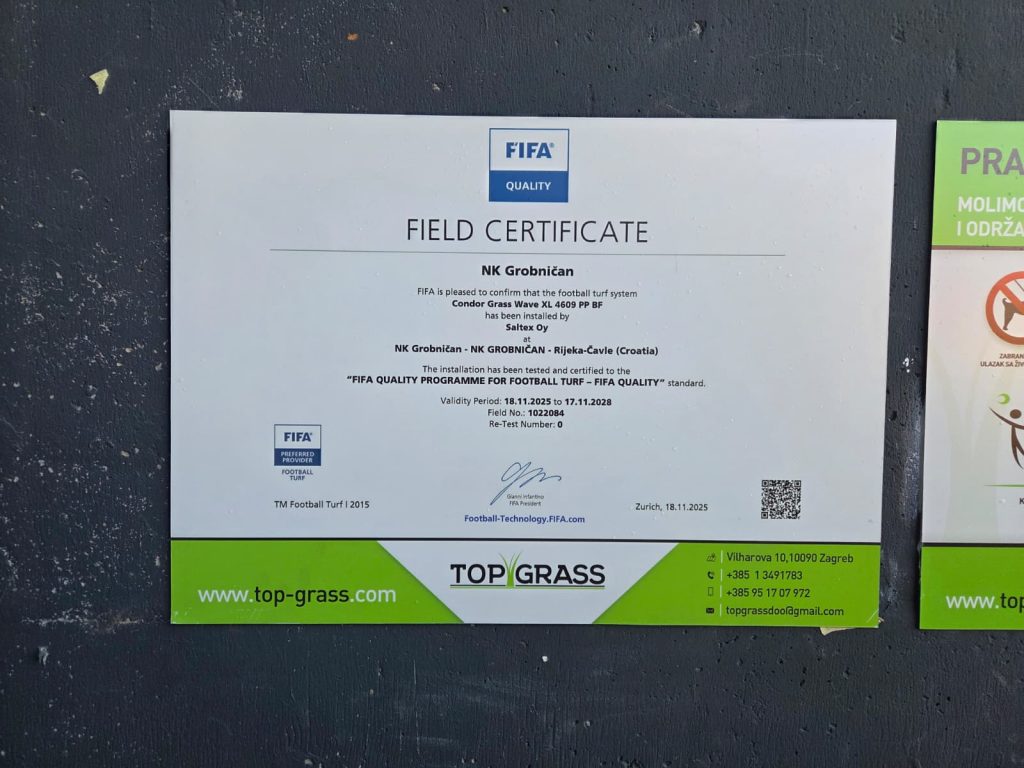 FIFA®
QUALITY
FIELD CERTIFICATE
NK Grobničan
FIFA is pleased to confirm that the football turf system
Condor Grass Wave XL 4609 PP BF
has been installed by
Saltex Oy
at
NK Grobničan - NK GROBNIČAN - Rijeka-Čavle (Croatia)
The installation has been tested and certified to the
"FIFA QUALITY PROGRAMME FOR FOOTBALL TURF – FIFA QUALITY" standard.
Validity Period: 18.11.2025 to 17.11.2028
Field No.: 1022084
Re-Test Number: 0
FIFA®
PREFERRED
PROVIDER
FOOTBALL
TURF
TM Football Turf I 2015
Gianni Infantino
FIFA President
Football-Technology.FIFA.com
Zurich, 18.11.2025
www.top-grass.com
TOP GRASS
Vilharova 10,10090 Zagreb
+385 1 3491783
+385 95 17 07 972
topgrassdoo@gmail.com
PRA
MOLIMO
I ODRŽA
ZABRAN
ULAZAK SA ŽIV
K
www.top